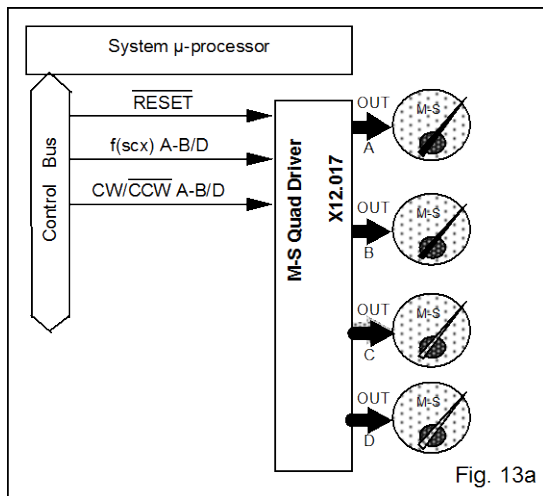 System µ-processor
Control Bus
RESET
f(scx) A-B/D
CW/CCW A-B/D
M-S Quad Driver
X12.017
OUT
A
M-S
OUT
B
M-S
OUT
C
M-S
OUT
D
M-S
Fig. 13a